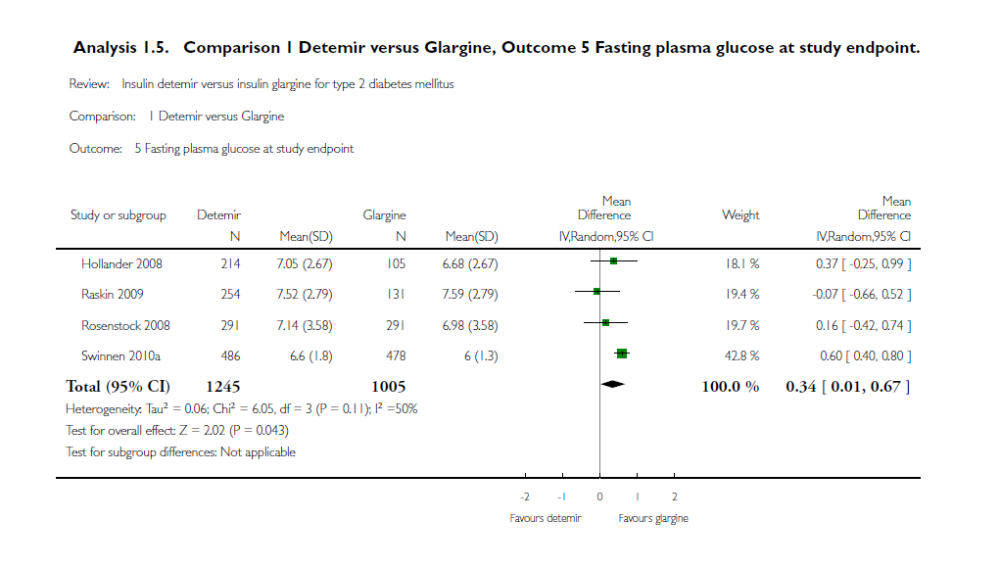 Analysis 1.5. Comparison 1 Detemir versus Glargine, Outcome 5 Fasting plasma glucose at study endpoint.
Review: Insulin detemir versus insulin glargine for type 2 diabetes mellitus
Comparison: 1 Detemir versus Glargine
Outcome: 5 Fasting plasma glucose at study endpoint
Mean Mean
Study or subgroup Detemir Glargine Difference Weight Difference
N Mean(SD) N Mean(SD) IV,Random,95% CI IV,Random,95% CI
Hollander 2008 214 7.05 (2.67) 105 6.68 (2.67) 18.1 % 0.37 [ -0.25, 0.99 ]
Raskin 2009 254 7.52 (2.79) 131 7.59 (2.79) 19.4 % -0.07 [ -0.66, 0.52 ]
Rosenstock 2008 291 7.14 (3.58) 291 6.98 (3.58) 19.7 % 0.16 [ -0.42, 0.74 ]
Swinnen 2010a 486 6.6 (1.8) 478 6 (1.3) 42.8 % 0.60 [ 0.40, 0.80 ]
Total (95% CI) 1245 1005 100.0 % 0.34 [ 0.01, 0.67 ]
Heterogeneity: Tau² = 0.06; Chi² = 6.05, df = 3 (P = 0.11); I² =50%
Test for overall effect: Z = 2.02 (P = 0.043)
Test for subgroup differences: Not applicable
-2 -1 0 1 2
Favours detemir Favours glargine